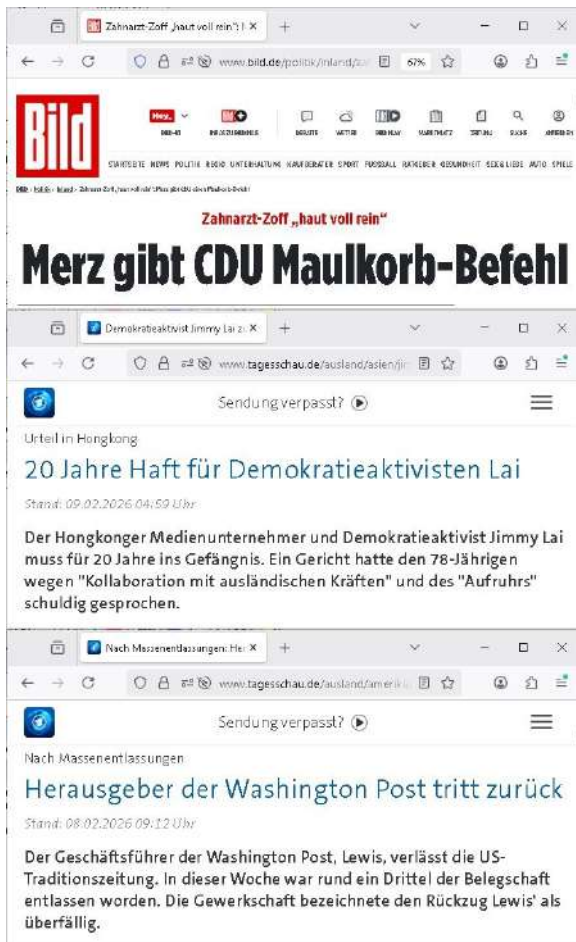 Zahnarzt-Zoff „haut voll rein“: I
www.bild.de/politik/inland/za
67%
Bild
Hey_
STARTSEITE NEWS POLITIK REGIO UNTERHALTUNG KAUFBERATER SPORT FUSSBALL RATGEBER GESUNDHEIT SEX & LIEBE AUTO SPIELE
Zahnarzt-Zoff „haut voll rein“
Merz gibt CDU Maulkorb-Befehl
Demokratieaktivist Jimmy Lai z
www.tagesschau.de/ausland/asien/jir
Sendung verpasst?
Urteil in Hongkong
20 Jahre Haft für Demokratieaktivisten Lai
Stand: 09.02.2026 04:59 Uhr
Der Hongkonger Medienunternehmer und Demokratieaktivist Jimmy Lai
muss für 20 Jahre ins Gefängnis. Ein Gericht hatte den 78-Jährigen
wegen "Kollaboration mit ausländischen Kräften" und des "Aufruhrs"
schuldig gesprochen.
Nach Massenentlassungen: Her
www.tagesschau.de/ausland/amerik
Sendung verpasst?
Nach Massenentlassungen
Herausgeber der Washington Post tritt zurück
Stand: 08.02.2026 09:12 Uhr
Der Geschäftsführer der Washington Post, Lewis, verlässt die US-
Traditionszeitung. In dieser Woche war rund ein Drittel der Belegschaft
entlassen worden. Die Gewerkschaft bezeichnete den Rückzug Lewis' als
überfällig.